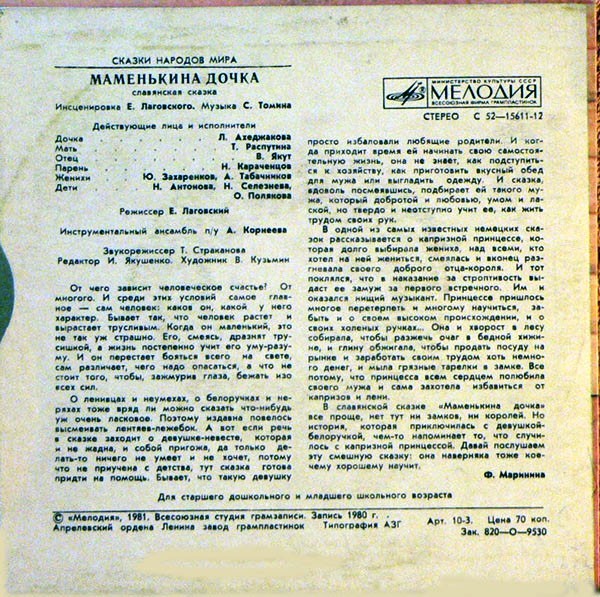 СКАЗКИ НАРОДОВ МИРА
МАМЕНЬКИНА ДОЧКА
славянская сказка
Инсценировка Е. Лаговского. Музыка С. Томина
Действующие лица и исполнители
Дочка Л. Ахеджакова
Мать Т. Распутина
Отец В. Якут
Парень Н. Караченцов
Женихи Ю. Захаренков, А. Табачников
Дети Н. Антонова, Н. Селезнева,
О. Полякова
Режиссер Е. Лаговский
Инструментальный ансамбль п/у А. Корнеева
Звукорежиссер Т. Страканова
Редактор И. Якушенко. Художник В. Кузьмин
От чего зависит человеческое счастье? От
многого. И среди этих условий самое глав-
ное — сам человек: каков он, какой у него
характер. Бывает так, что человек растет и
вырастает трусливым. Когда он маленький, это
не так уж страшно. Его, смеясь, дразнят тру-
сишкой, а жизнь постепенно учит его уму-разу-
му. И он перестает бояться всего на свете,
сам различает, чего надо опасаться, а что не
стоит того, чтобы, зажмурив глаза, бежать изо
всех сил.
О ленивцах и неумехах, о белоручках и не-
ряхах тоже вряд ли можно сказать что-нибудь
уж очень ласковое. Поэтому издавна повелось
высмеивать лентяев-лежебок. А вот если речь
в сказке заходит о девушке-невесте, которая
и не жадна, и собой пригожа, да только де-
лать-то ничего не умеет и не хочет, потому
что не приучена с детства, тут сказка готова
придти на помощь. Бывает, что такую девушку
МИНИСТЕРСТВО КУЛЬТУРЫ СССР
МЕЛОДИЯ
ВСЕСОЮЗНАЯ ФИРМА ГРАМПЛАСТИНОК
СТЕРЕО С 52—15611-12
просто избаловали любящие родители. И ког-
да приходит время ей начинать свою самостоя-
тельную жизнь, она не знает, как подступить-
ся к хозяйству, как приготовить вкусный обед
для мужа или выгладить одежду. И сказка,
вдоволь посмеявшись, подбирает ей такого му-
жа, который добротой и любовью, умом и ла-
ской, но твердо и неотступно учит ее, как жить
трудом своих рук.
В одной из самых известных немецких сказ-
ок рассказывается о капризной принцессе, ко-
торая долго выбирала жениха, над всеми, кто
хотел на ней жениться, смеялась и вконец раз-
гневала своего доброго отца-короля. И тот
поклялся, что в наказание за строптивость вы-
даст ее замуж за первого встречного. Им и
оказался нищий музыкант. Принцессе пришлось
многое перетерпеть и многому научиться, за-
быть и о своем высоком происхождении, и о
своих холеных ручках... Она и хворост в лесу
собирала, чтобы разжечь очаг в бедной хижи-
не, и глину обжигала, чтобы продать посуду на
рынке и заработать своим трудом хоть немно-
го денег, и мыла грязные тарелки в замке. Все
потому, что принцесса всем сердцем полюбила
своего мужа и сама захотела избавиться от
капризов и лени.
В славянской сказке «Маменькина дочка»
все проще, нет тут ни замков, ни королей. Но
история, которая приключилась с девушкой-
белоручкой, чем-то напоминает то, что случи-
лось с капризной принцессой. Давай послушаем
эту смешную сказку: она наверняка тоже кое-
чему хорошему научит.
Ф. Маринина
Для старшего дошкольного и младшего школьного возраста
© «Мелодия», 1981. Всесоюзная студия грамзаписи. Запись 1980 г.
Апрелевский ордена Ленина завод грампластинок Типография АЗГ
Арт. 10-3. Цена 70 коп.
Зак. 820—О—9530